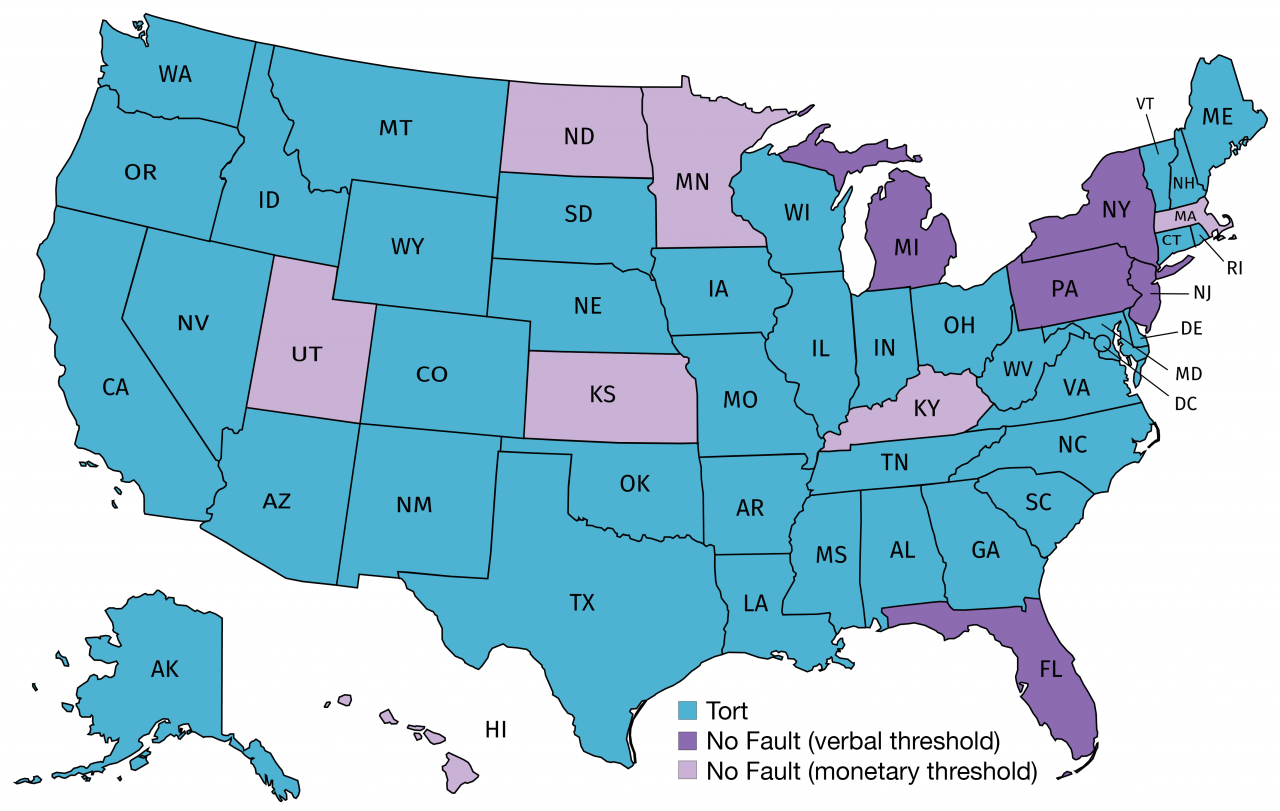 WA
MT
ND
MN
VT
ME
OR
ID
SD
WI
MI
NY
NH
MA
CT
RI
WY
IA
PA
NJ
NV
NE
OH
DE
UT
CO
KS
IL
IN
WV
MD
CA
MO
KY
VA
DC
AZ
NM
OK
AR
TN
NC
SC
MS
AL
GA
TX
LA
AK
FL
HI
Tort
No Fault (verbal threshold)
No Fault (monetary threshold)